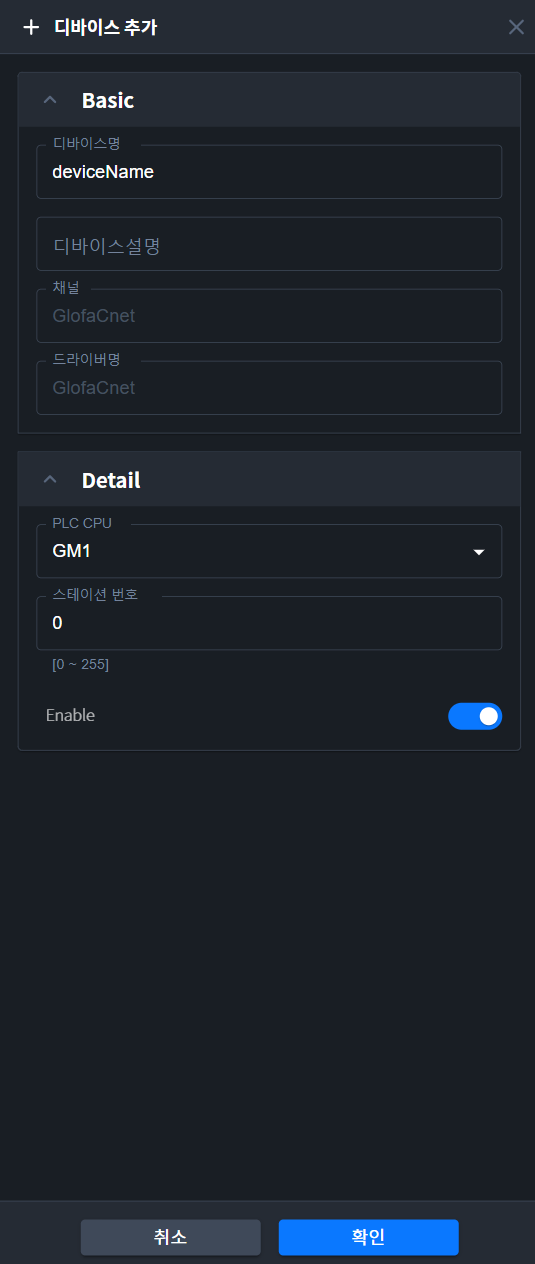 디바이스 추가
Basic
디바이스명
deviceName
디바이스설명
채널
GlofaCnet
드라이버명
GlofaCnet
Detail
PLC CPU
GM1
스테이션 번호
0
[0 ~ 255]
Enable
취소 확인